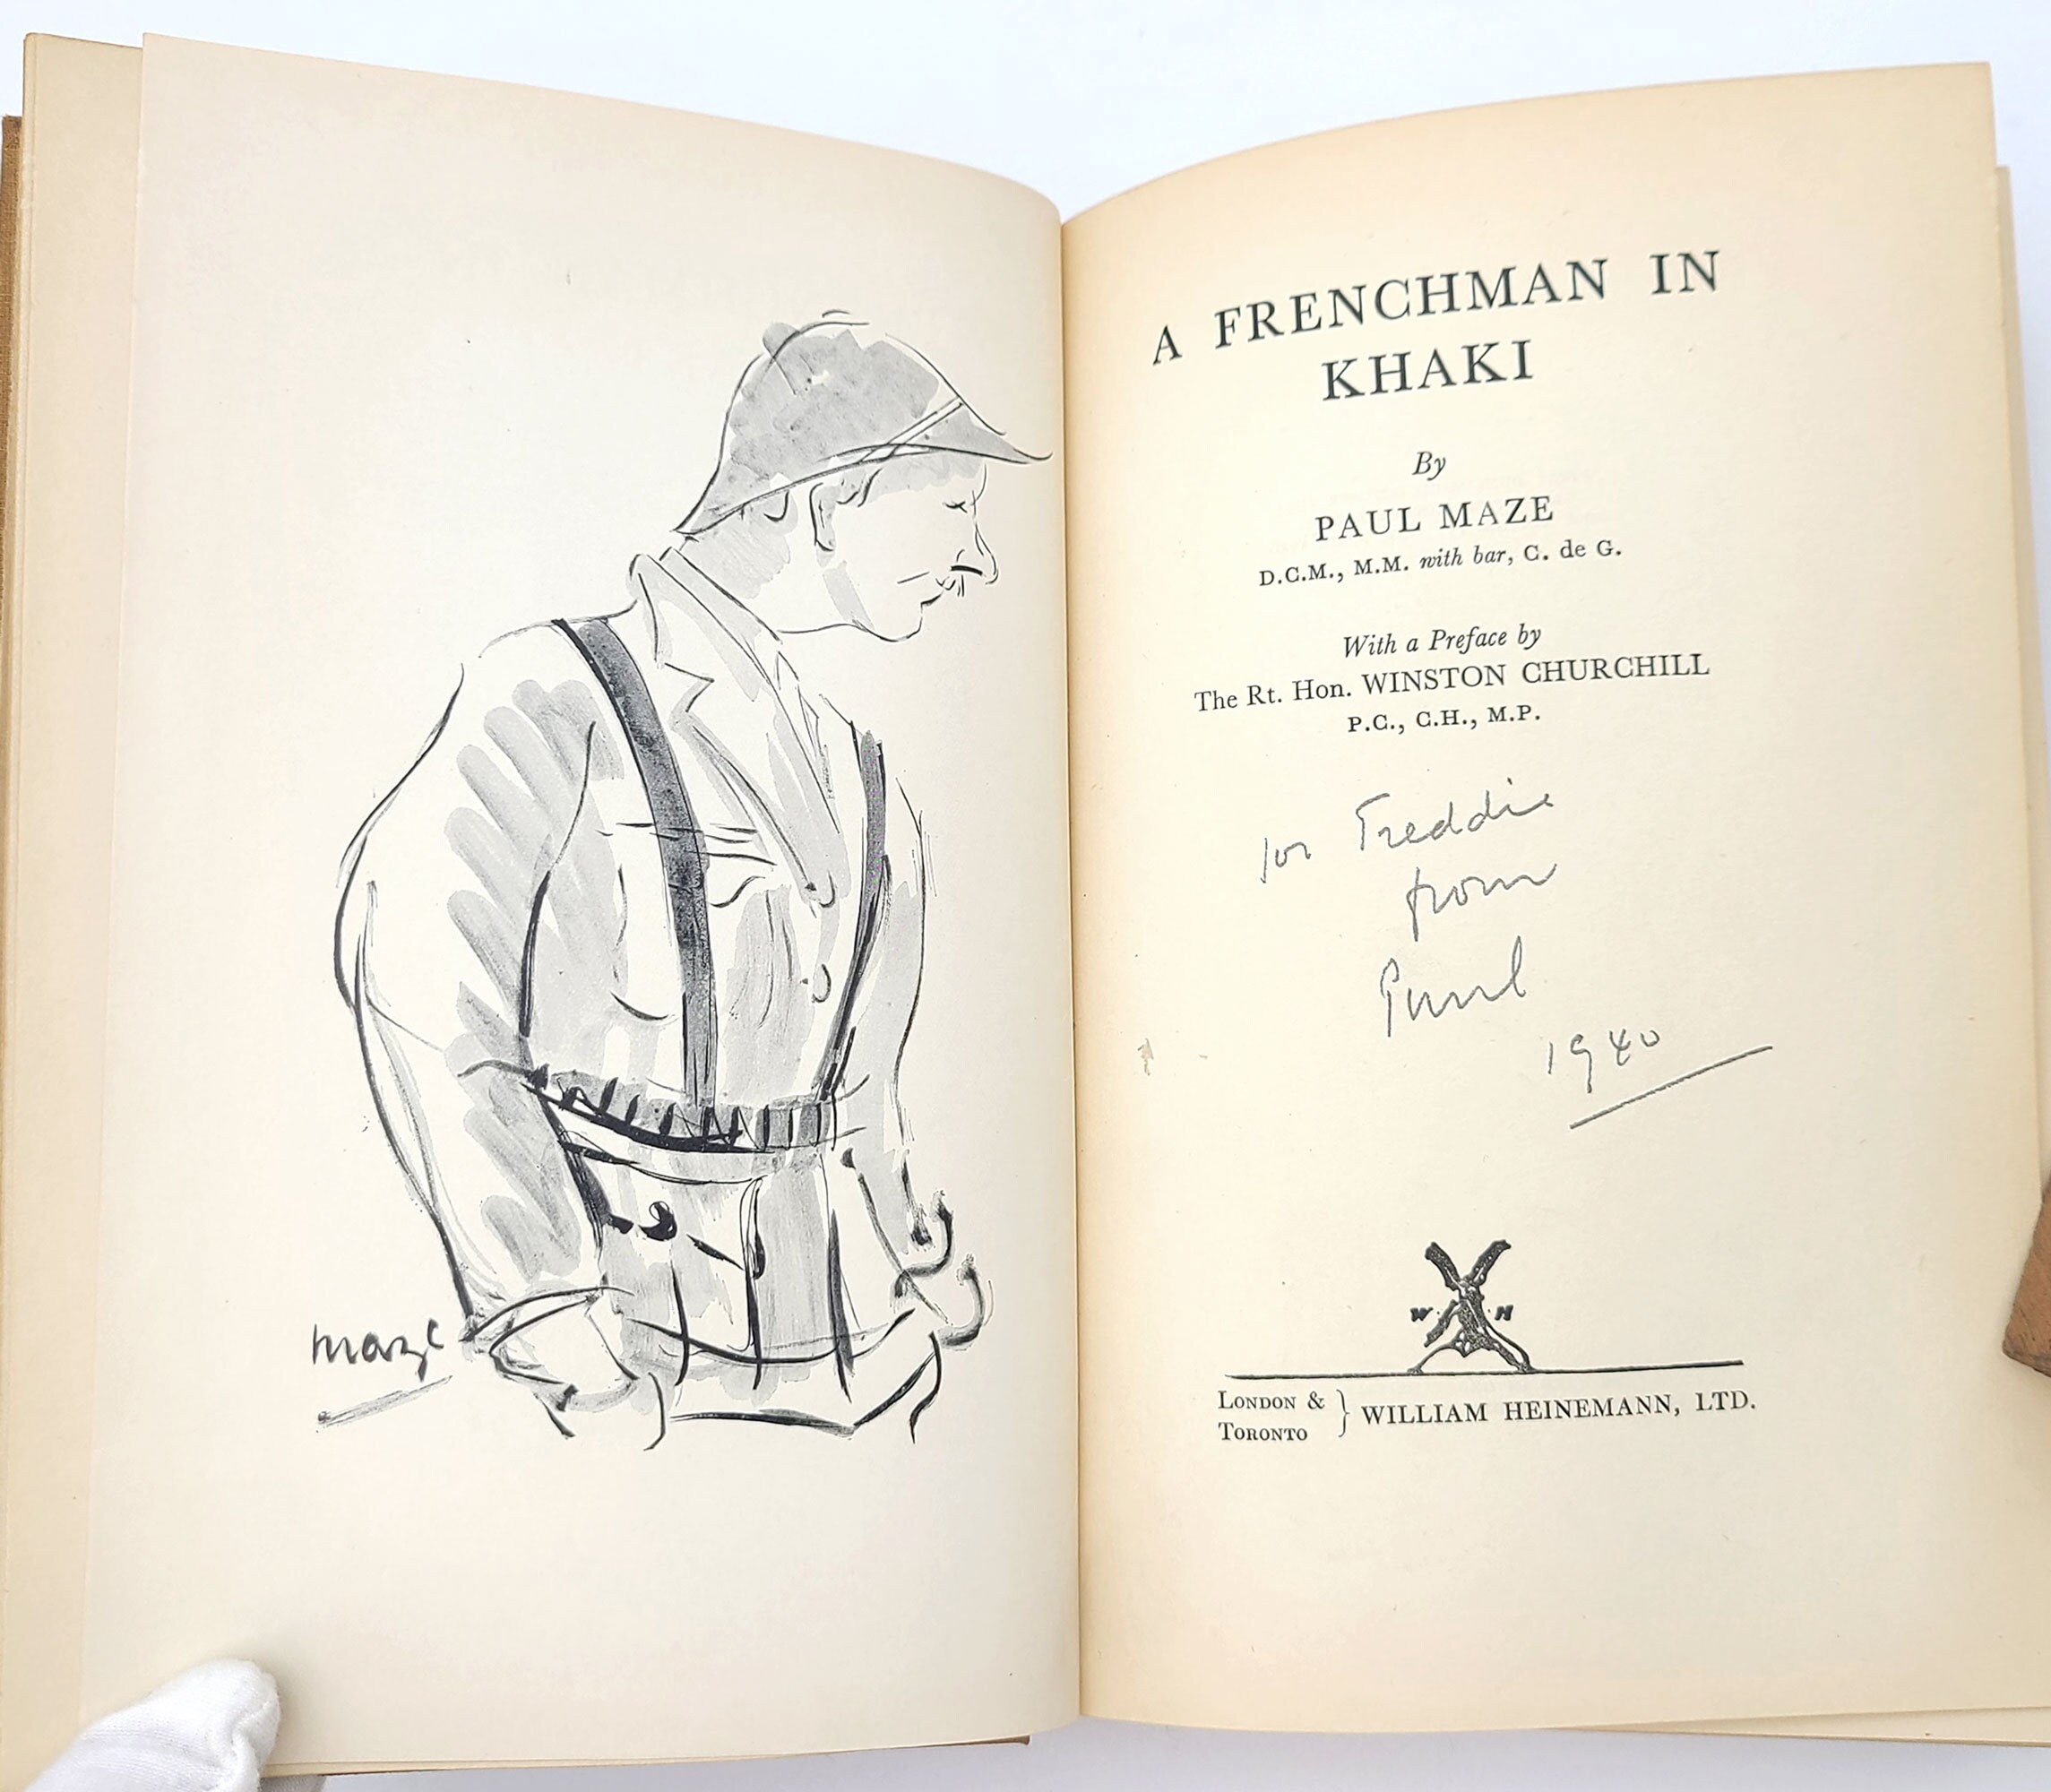 maze
A FRENCHMAN IN
KHAKI
By
PAUL MAZE
D.C.M., M.M. with bar, C. de G.
With a Preface by
The Rt. Hon. WINSTON CHURCHILL
P.C., C.H., M.P.
for Freddie
from
Paul
1940
W H
LONDON & } WILLIAM HEINEMANN, LTD.
TORONTO